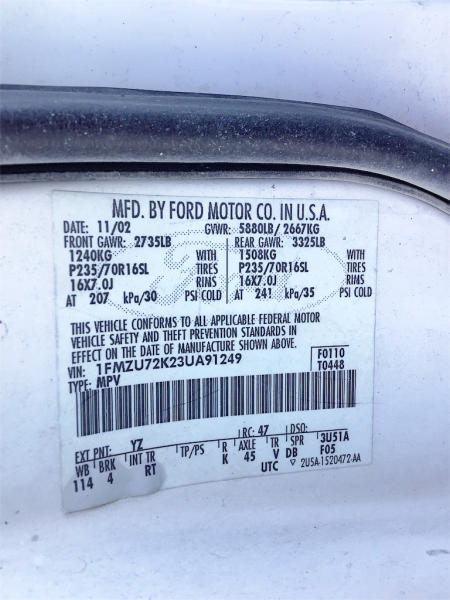 MFD. BY FORD MOTOR CO. IN U.S.A.
DATE: 11/02 GVWR: 5880LB/ 2667KG
FRONT GAWR: 2735LB REAR GAWR: 3325LB
1240KG WITH 1508KG WITH
P235/70R16SL TIRES P235/70R16SL TIRES
16X7.0J RIMS 16X7.0J RINS
AT 207 kPa/30 PSI COLD AT 241 kPa/35 PSI COLD
THIS VEHICLE CONFORMS TO ALL APPLICABLE FEDERAL MOTOR
VEHICLE SAFETY AND THEFT PREVENTION STANDARDS IN
EFFECT ON THE DATE OF MANUFACTURE SHOWN ABOVE.
VIN: 1FMZU72K23UA91249 F0110
TYPE: MPV T0448
EXT PNT: YZ RC: 47 DSO:
WB BRK INT TR TP/PS R AXLE TR SPR 3U51A
114 4 RT K 45 V DB F05
UTC 2U5A-1520472-AA